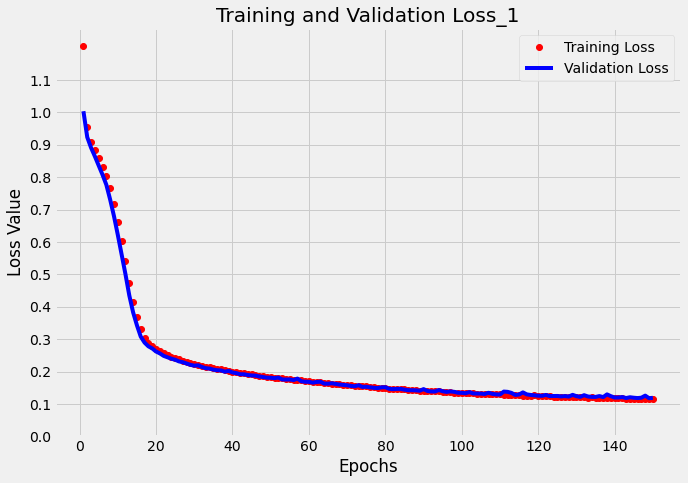 Training and Validation Loss_1
Training Loss
Validation Loss
Loss Value
1.1
1.0
0.9
0.8
0.7
0.6
0.5
0.4
0.3
0.2
0.1
0.0
0 20 40 60 80 100 120 140
Epochs